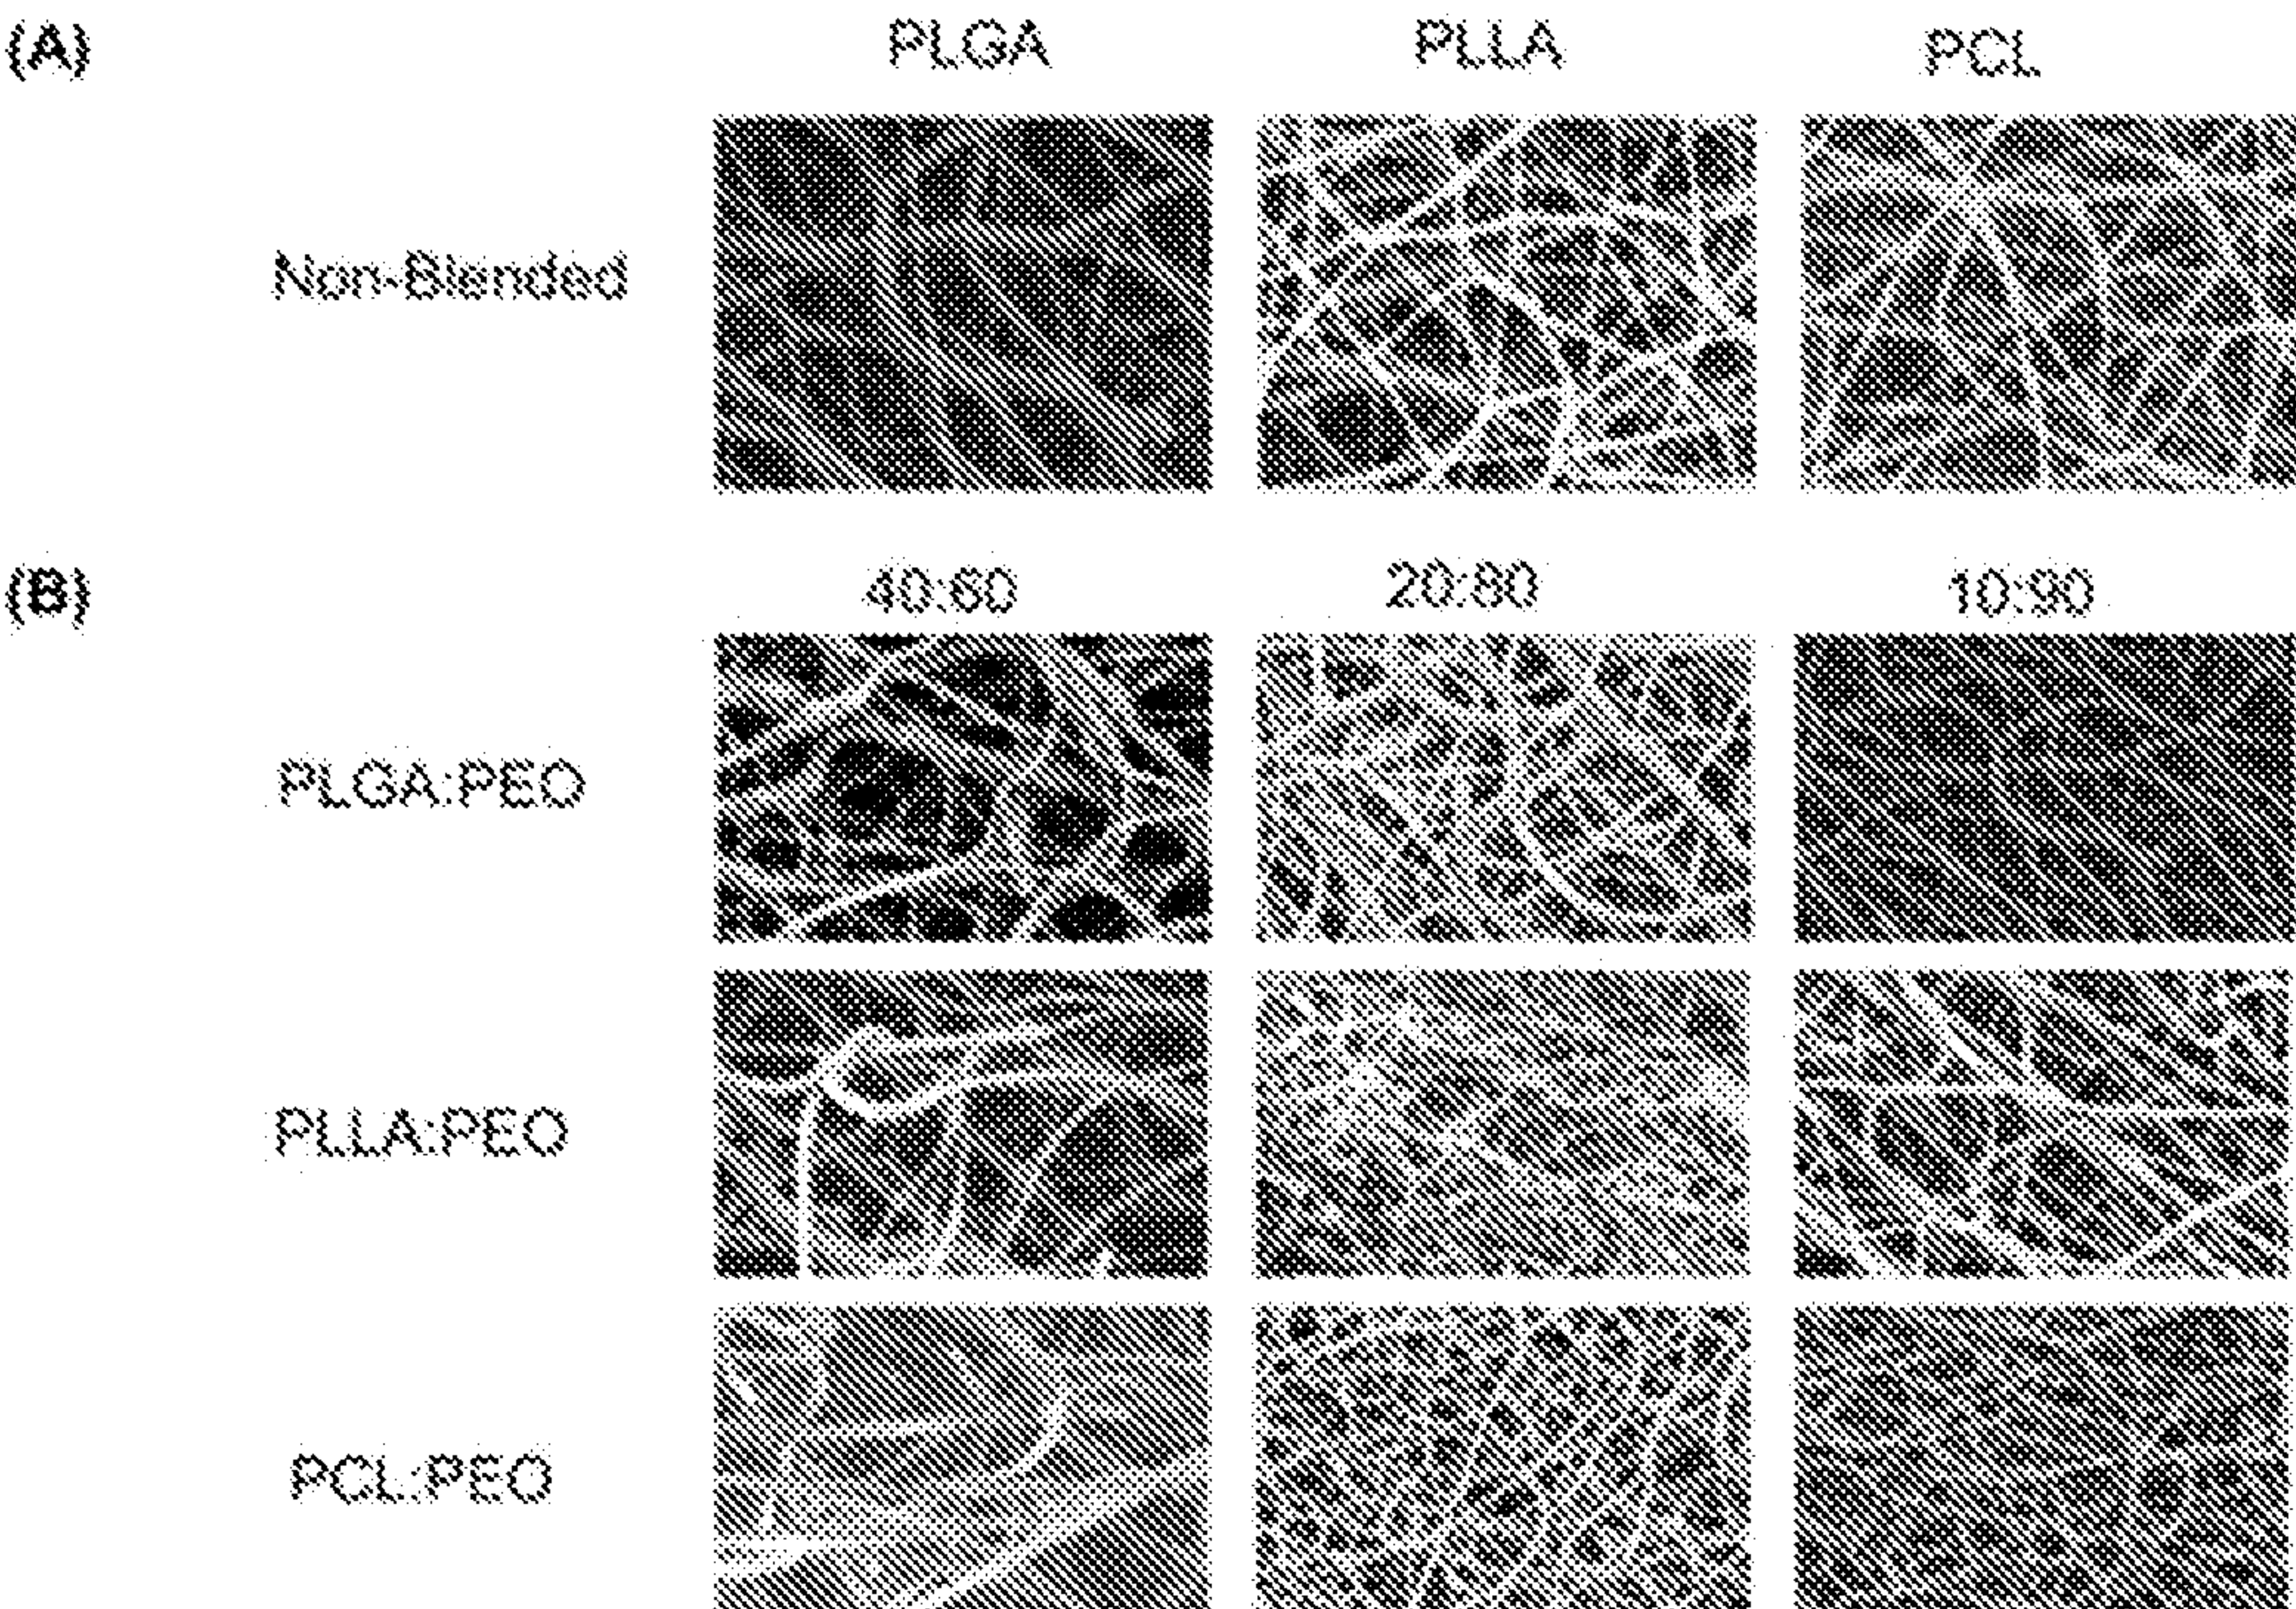 (A) PLGA PLLA PCL
Non-Blended
(B) 40:60 20:80 10:90
PLGA:PEO
PLLA:PEO
PCL:PEO